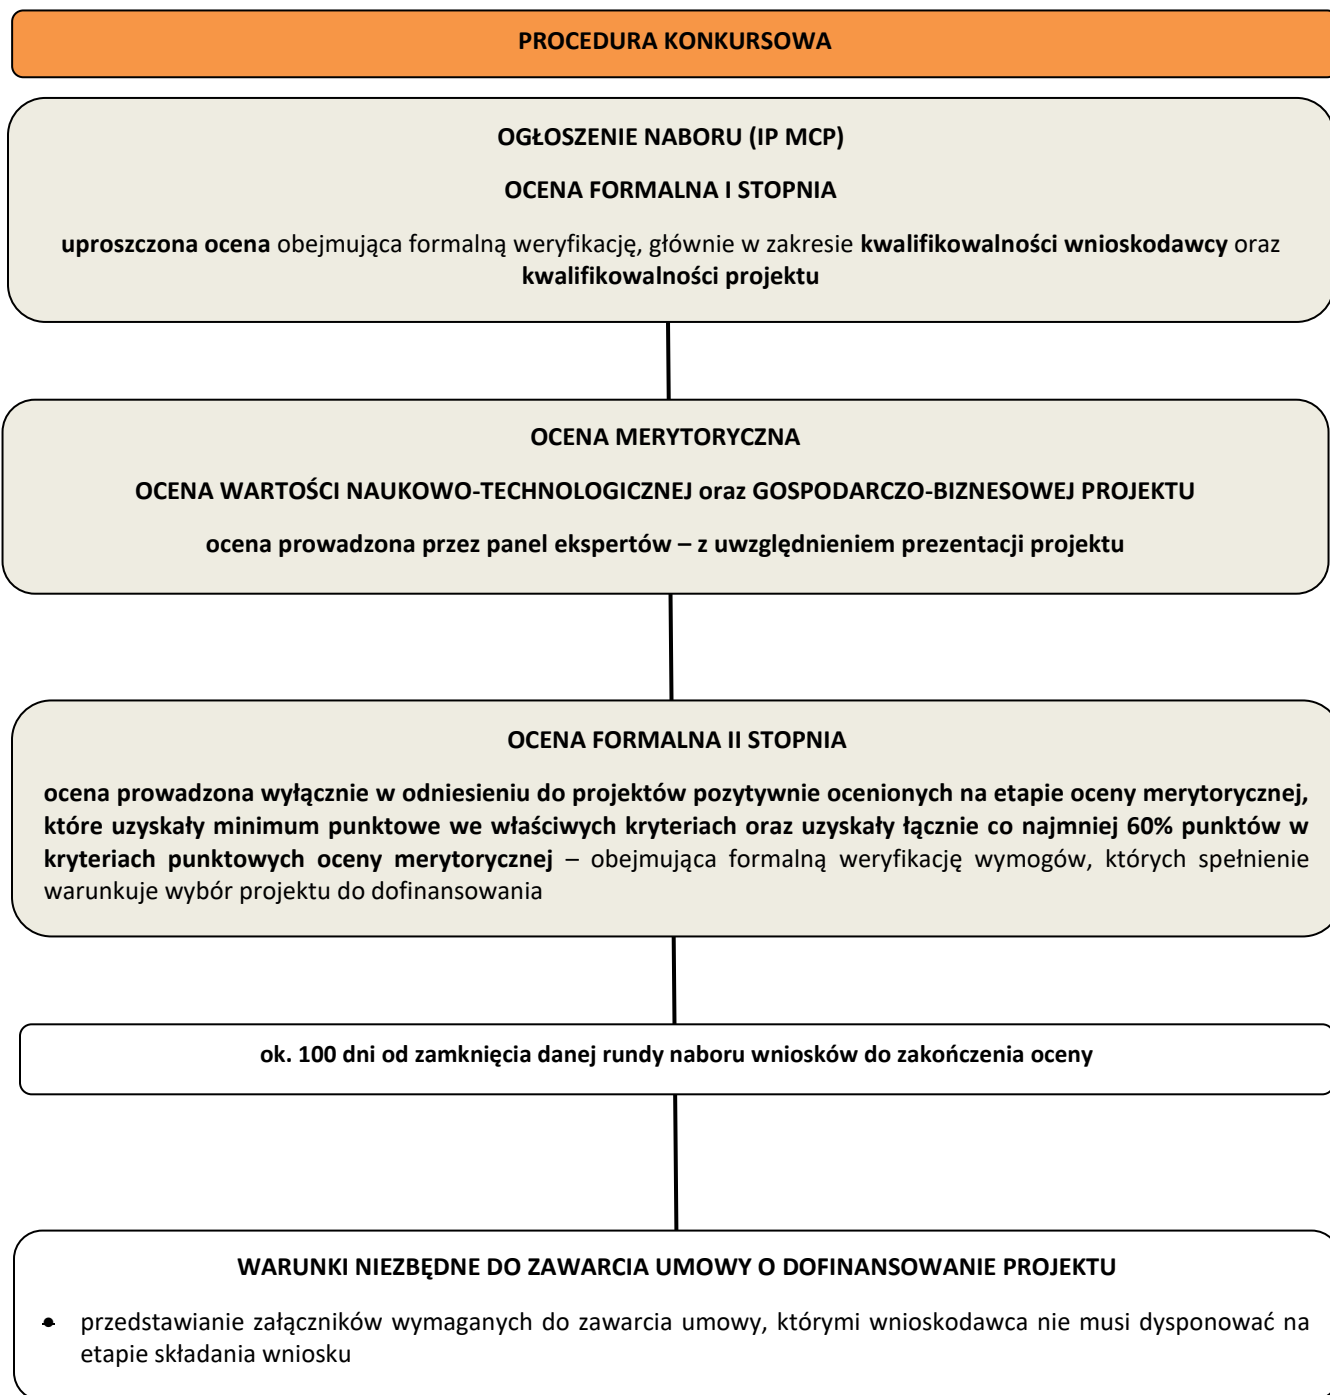 PROCEDURA KONKURSOWA
OGŁOSZENIE NABORU (IP MCP)
OCENA FORMALNA I STOPNIA
uproszczona ocena obejmująca formalną weryfikację, głównie w zakresie kwalifikowalności wnioskodawcy oraz
kwalifikowalności projektu
OCENA MERYTORYCZNA
OCENA WARTOŚCI NAUKOWO-TECHNOLOGICZNEJ oraz GOSPODARCZO-BIZNESOWEJ PROJEKTU
ocena prowadzona przez panel ekspertów – z uwzględnieniem prezentacji projektu
OCENA FORMALNA II STOPNIA
ocena prowadzona wyłącznie w odniesieniu do projektów pozytywnie ocenionych na etapie oceny merytorycznej,
które uzyskały minimum punktowe we właściwych kryteriach oraz uzyskały łącznie co najmniej 60% punktów w
kryteriach punktowych oceny merytorycznej – obejmująca formalną weryfikację wymogów, których spełnienie
warunkuje wybór projektu do dofinansowania
ok. 100 dni od zamknięcia danej rundy naboru wniosków do zakończenia oceny
WARUNKI NIEZBĘDNE DO ZAWARCIA UMOWY O DOFINANSOWANIE PROJEKTU
• przedstawianie załączników wymaganych do zawarcia umowy, którymi wnioskodawca nie musi dysponować na
etapie składania wniosku